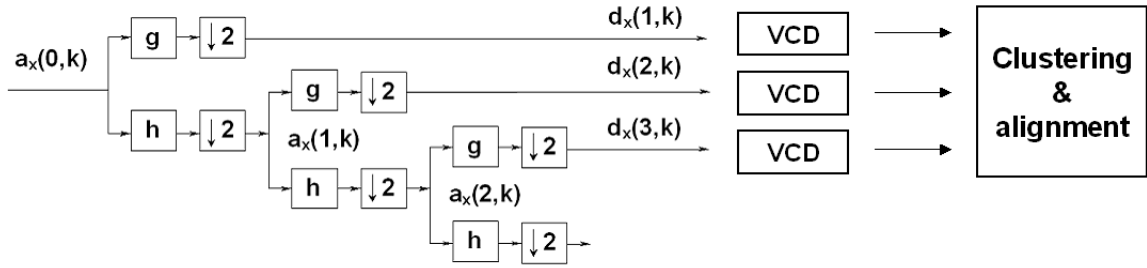 dₓ(1,k)
g ↓2 VCD
aₓ(0,k)
dₓ(2,k)
Clustering
g ↓2 VCD
&
h ↓2 aₓ(1,k) dₓ(3,k)
alignment
g ↓2 VCD
h ↓2 aₓ(2,k)
h ↓2